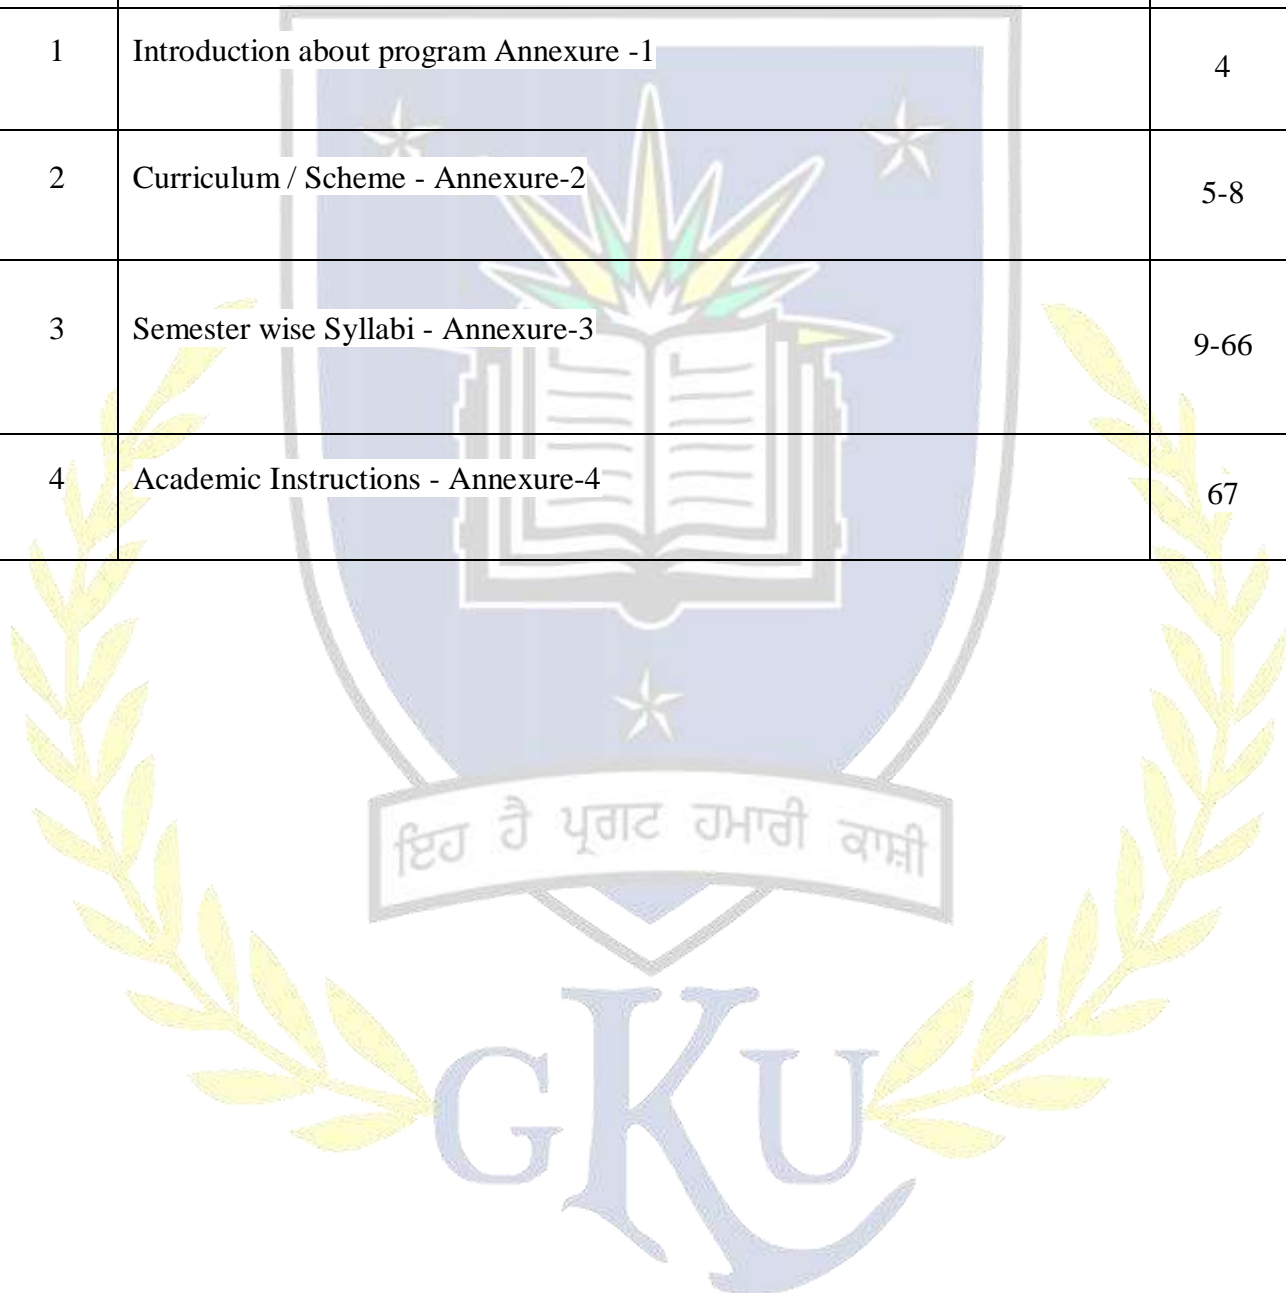 1 Introduction about program Annexure -1 4
2 Curriculum / Scheme - Annexure-2 5-8
3 Semester wise Syllabi - Annexure-3 9-66
4 Academic Instructions - Annexure-4 67
ਇਹ ਹੈ ਪ੍ਰਗਟ ਹਮਾਰੀ ਕਾਸ਼ੀ
GKU